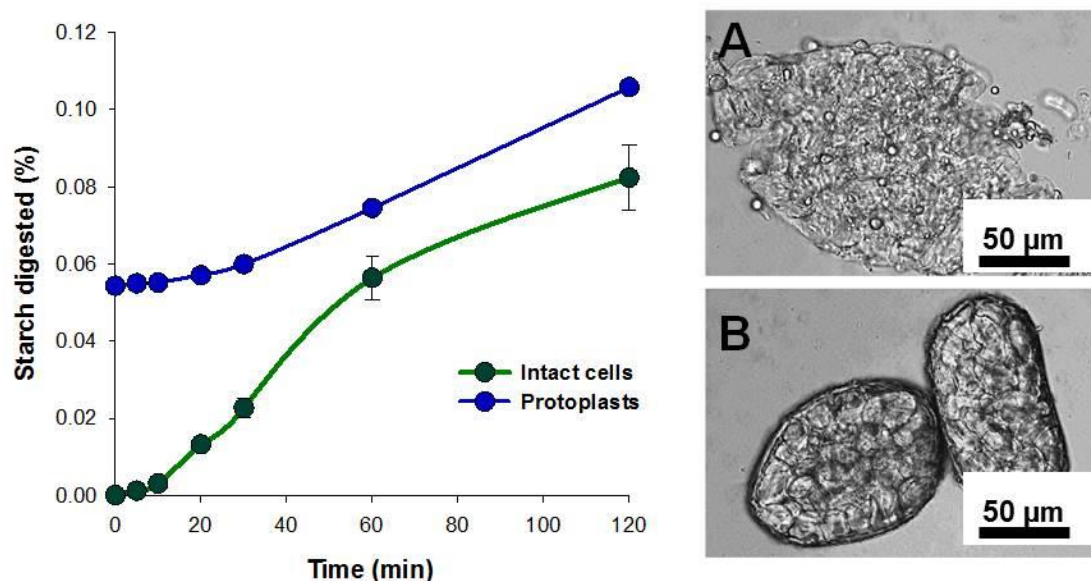 0.12
0.10
0.08
0.06
0.04
0.02
0.00
Starch digested (%)
Intact cells
Protoplasts
0 20 40 60 80 100 120
Time (min)
A
50 µm
B
50 µm